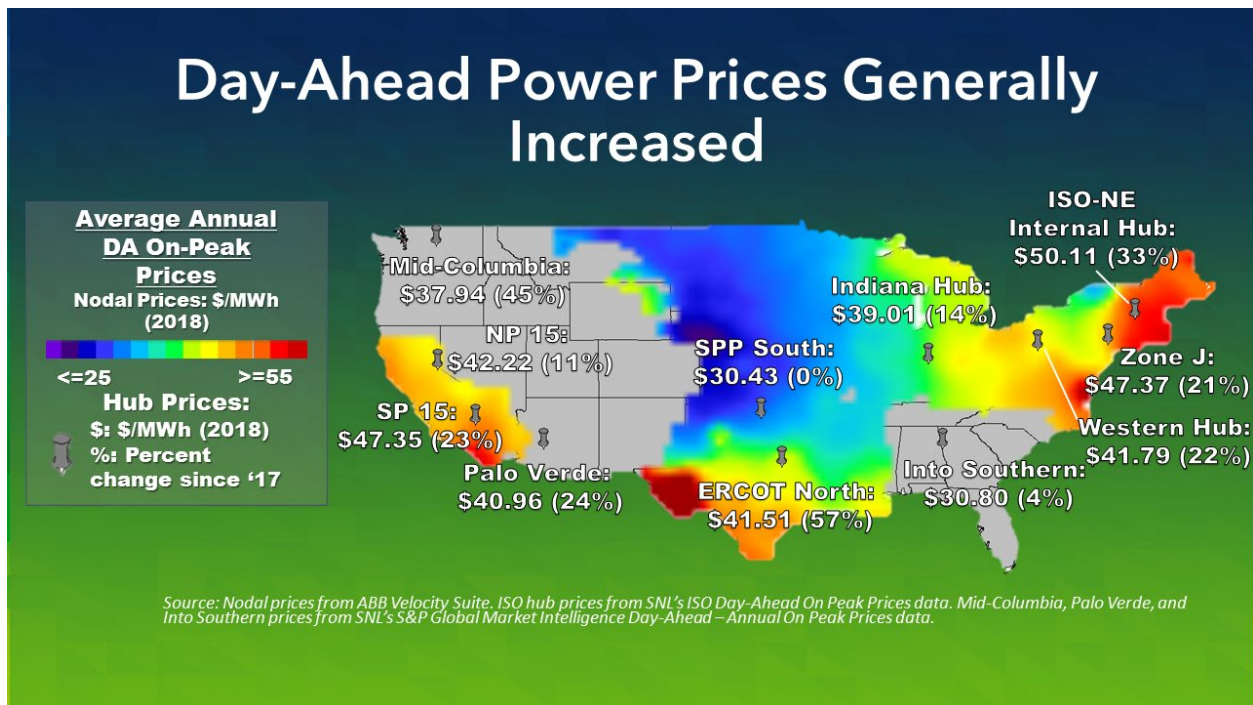 Day-Ahead Power Prices Generally
Increased
Average Annual
DA On-Peak
Prices
Nodal Prices: $/MWh
(2018)
<=25 >=55
Hub Prices:
$: $/MWh (2018)
%: Percent
change since ‘17
Mid-Columbia:
$37.94 (45%)
NP 15:
$42.22 (11%)
SP 15:
$47.35 (23%)
Palo Verde:
$40.96 (24%)
SPP South:
$30.43 (0%)
ERCOT North:
$41.51 (57%)
Indiana Hub:
$39.01 (14%)
Into Southern:
$30.80 (4%)
ISO-NE
Internal Hub:
$50.11 (33%)
Zone J:
$47.37 (21%)
Western Hub:
$41.79 (22%)
Source: Nodal prices from ABB Velocity Suite. ISO hub prices from SNL’s ISO Day-Ahead On Peak Prices data. Mid-Columbia, Palo Verde, and
Into Southern prices from SNL’s S&P Global Market Intelligence Day-Ahead – Annual On Peak Prices data.